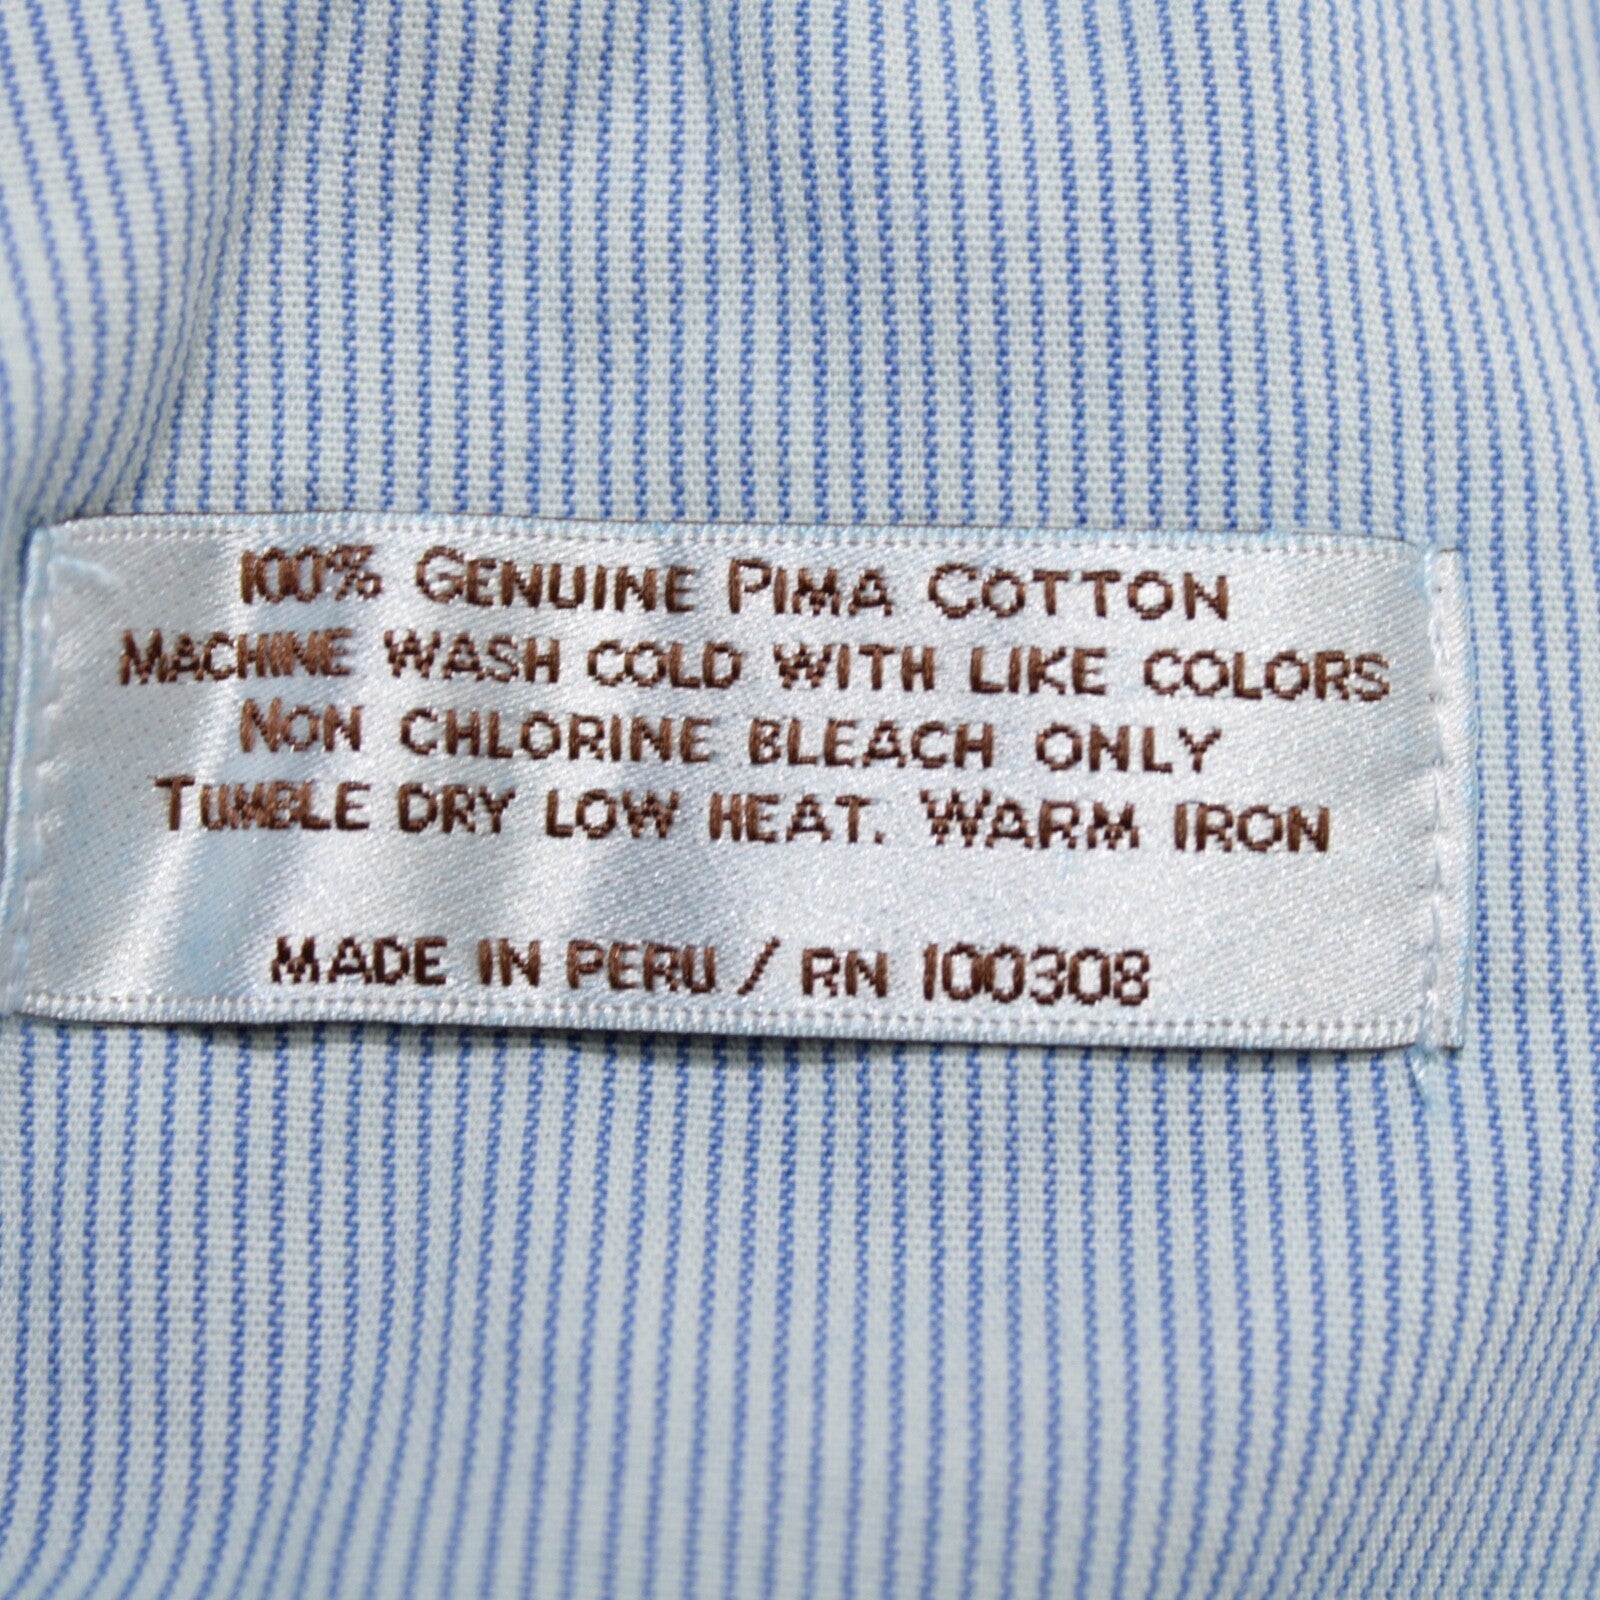 100% GENUINE PIMA COTTON
MACHINE WASH COLD WITH LIKE COLORS
NON CHLORINE BLEACH ONLY
TUMBLE DRY LOW HEAT. WARM IRON
MADE IN PERU / RN 100308